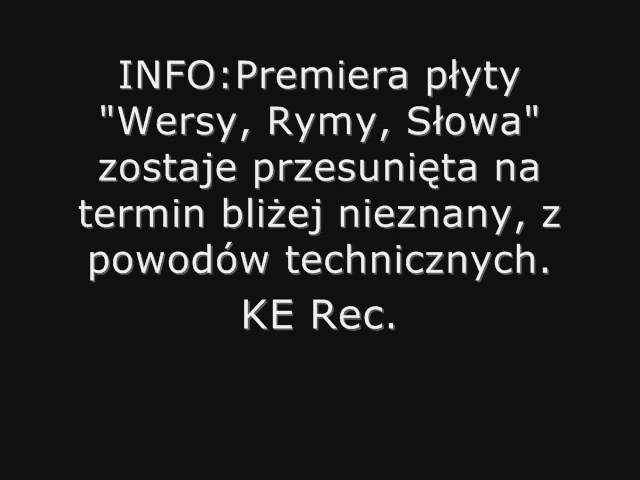 INFO:Premiera płyty
"Wersy, Rymy, Słowa"
zostaje przesunięta na
termin bliżej nieznany, z
powodów technicznych.
KE Rec.